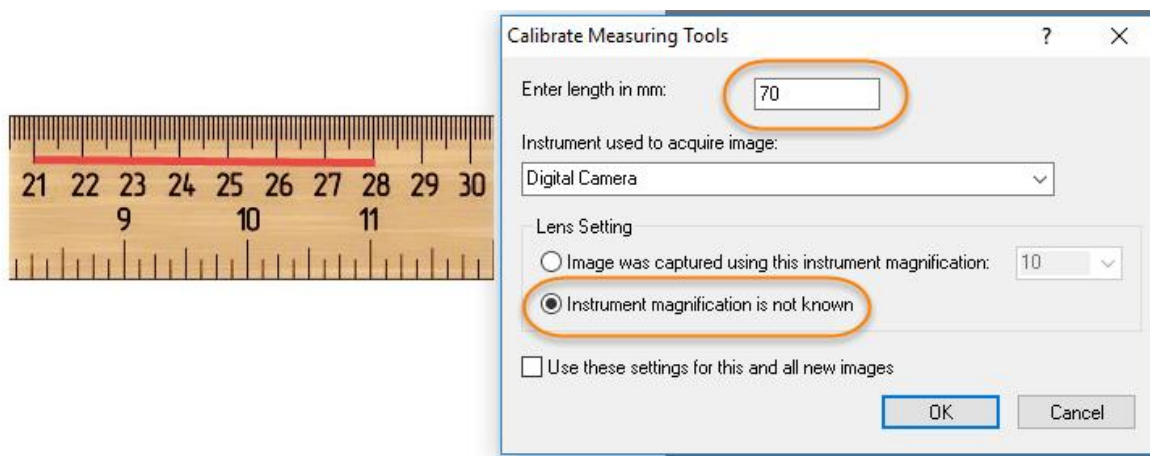 Calibrate Measuring Tools ? X
Enter length in mm: 70
Instrument used to acquire image:
Digital Camera
Lens Setting
Image was captured using this instrument magnification: 10
Instrument magnification is not known
Use these settings for this and all new images
OK Cancel
21 22 23 24 25 26 27 28 29 30
9 10 11